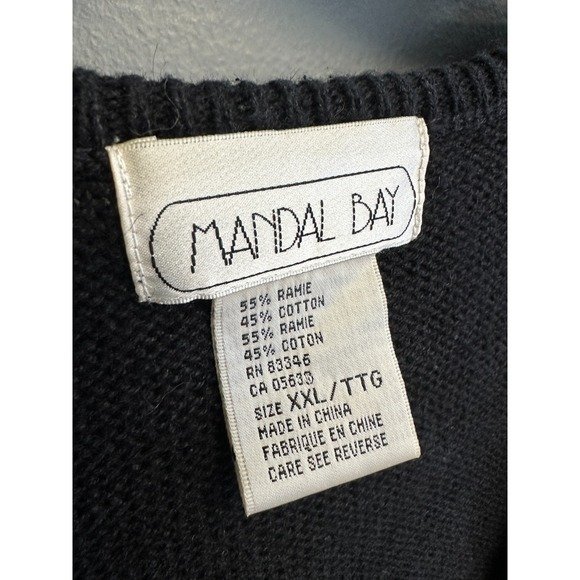 MANDAL BAY
55% RAMIE
45% COTTON
55% RAMIE
45% COTON
RN 83346
CA 05633
SIZE XXL/TTG
MADE IN CHINA
FABRIQUE EN CHINE
CARE SEE REVERSE